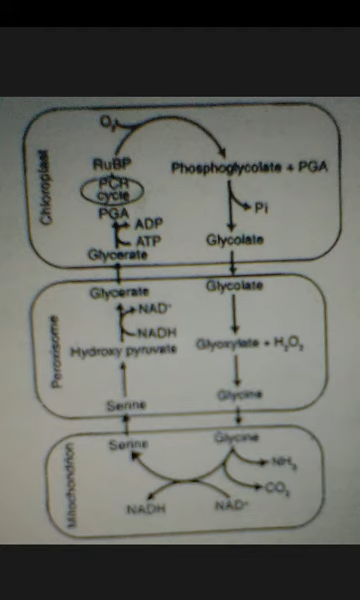 O₂
RuBP
Phosphoglycolate + PGA
PCR
cycle
Pi
PGA
ADP
ATP
Glycerate
Glycolate
Chloroplast
Glycerate
Glycolate
NAD⁺
NADH
Hydroxy pyruvate
Glyoxylate + H₂O₂
Serine
Glycine
Peroxisome
Serine
Glycine
NH₃
CO₂
NADH
NAD⁺
Mitochondrion